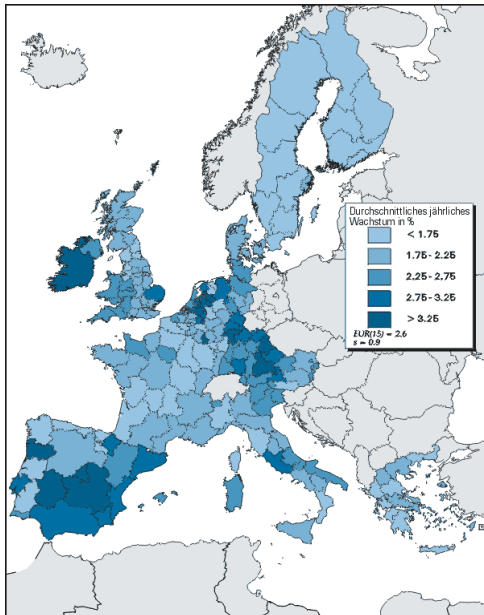 Durchschnittliches jährliches
Wachstum in %
< 1.75
1.75 - 2.25
2.25 - 2.75
2.75 - 3.25
> 3.25
EUR(15) = 2.6
s = 0.9